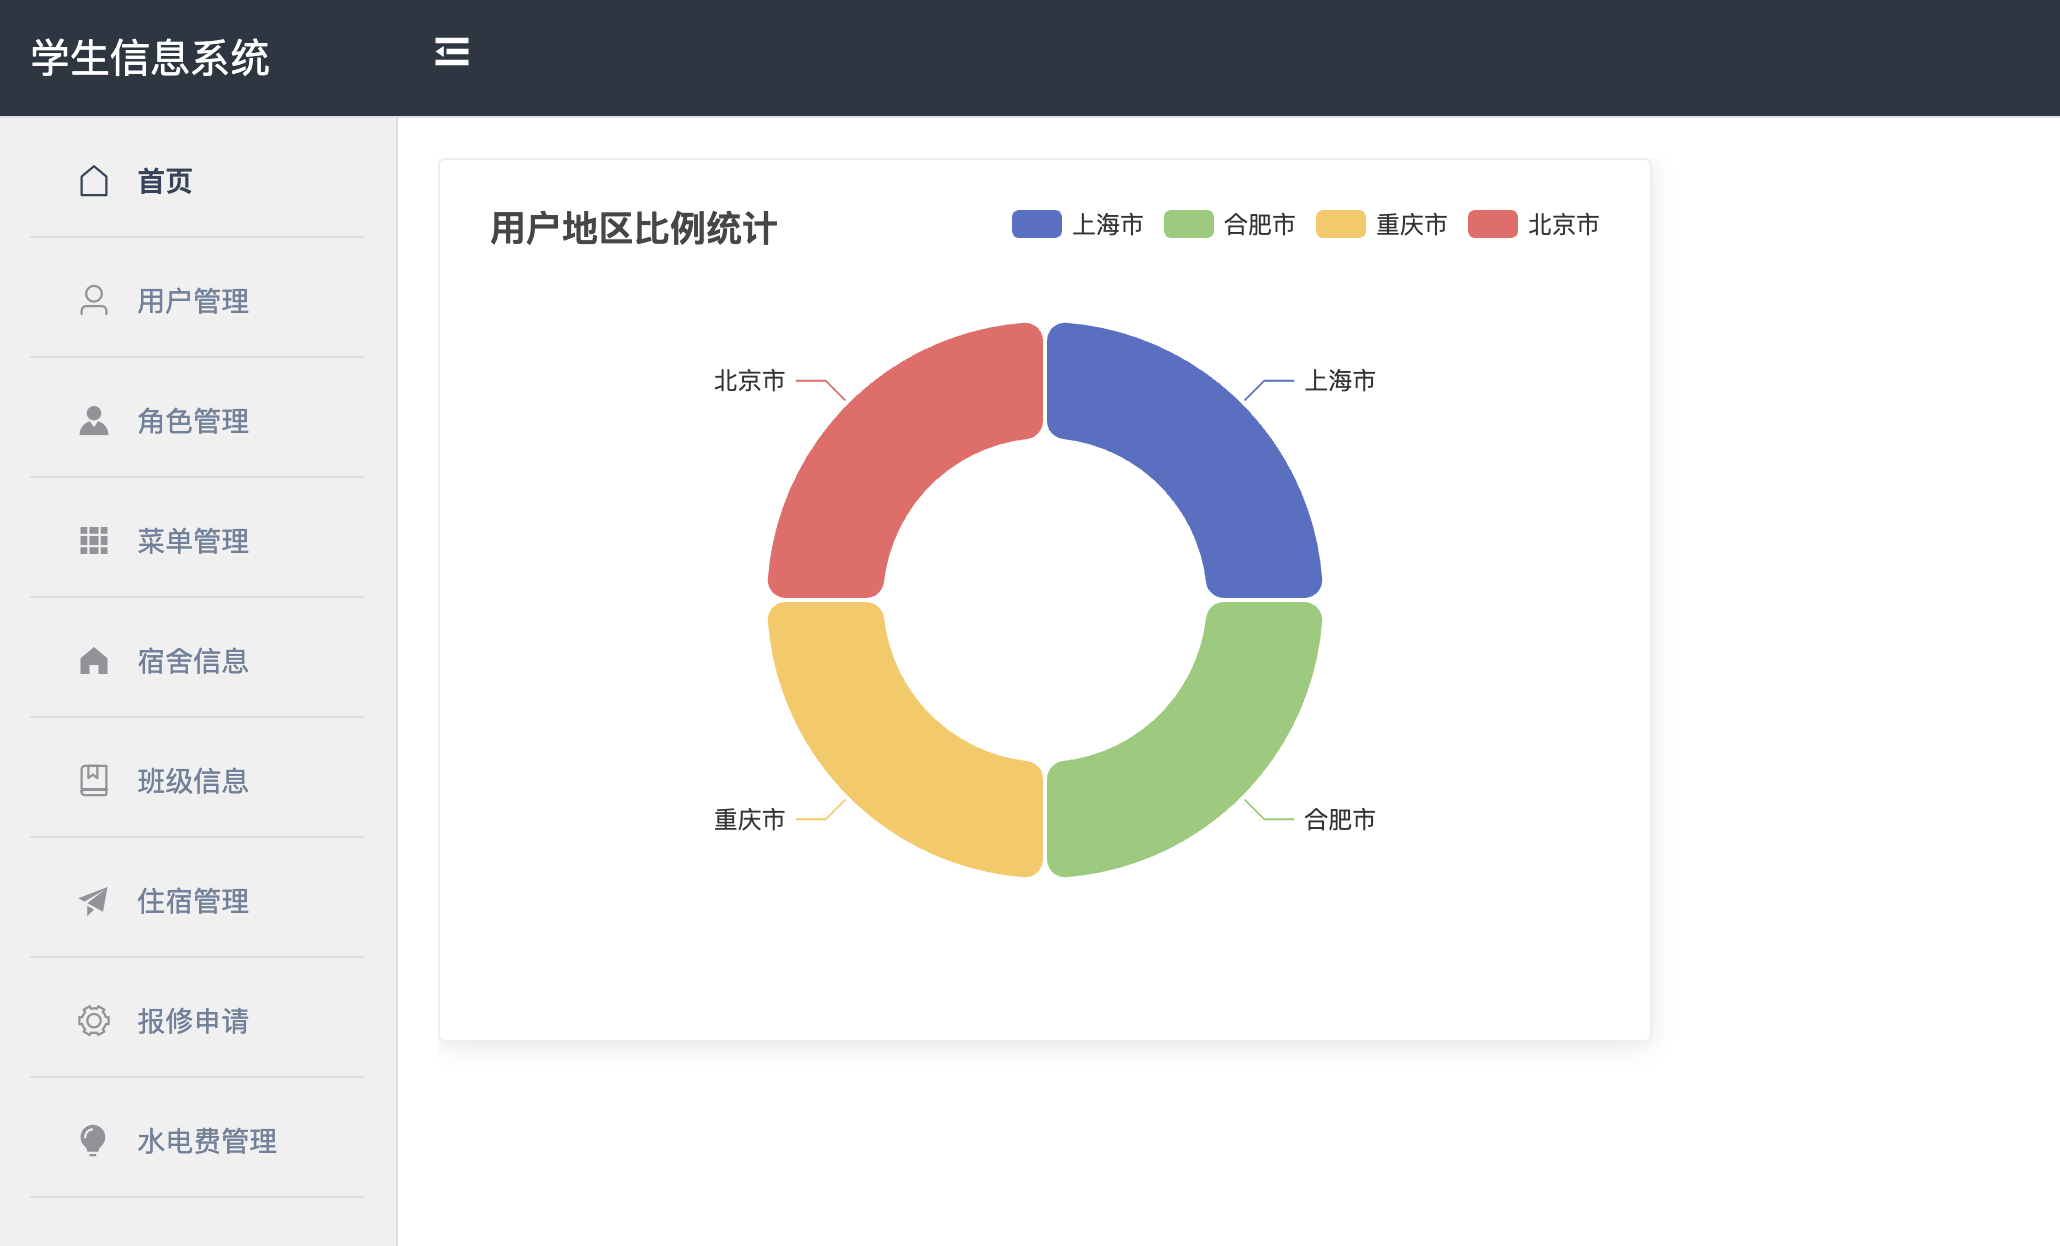 学生信息系统
首页
用户管理
角色管理
菜单管理
宿舍信息
班级信息
住宿管理
报修申请
水电费管理
用户地区比例统计
上海市 合肥市 重庆市 北京市
北京市 上海市
重庆市 合肥市